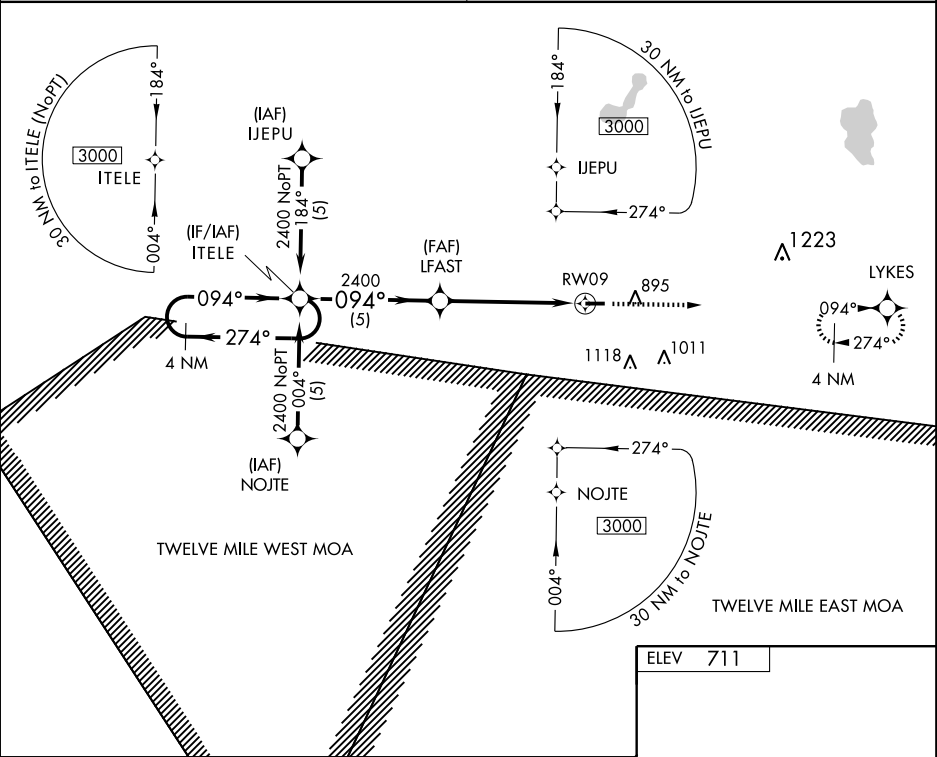 30 NM to ITELE (NoPT)
184°
3000
ITELE
004°
(IAF)
IJEPU
2400 NoPT
184°
(5)
184°
30 NM to IJEPU
3000
IJEPU
274°
1223
(IF/IAF)
ITELE
(FAF)
LFAST
2400
094°
094°
(5)
274°
4 NM
RW09
895
1118
1011
LYKES
094°
274°
4 NM
2400 NoPT
004°
(5)
(IAF)
NOJTE
274°
NOJTE
3000
004°
30 NM to NOJTE
TWELVE MILE WEST MOA
TWELVE MILE EAST MOA
ELEV 711